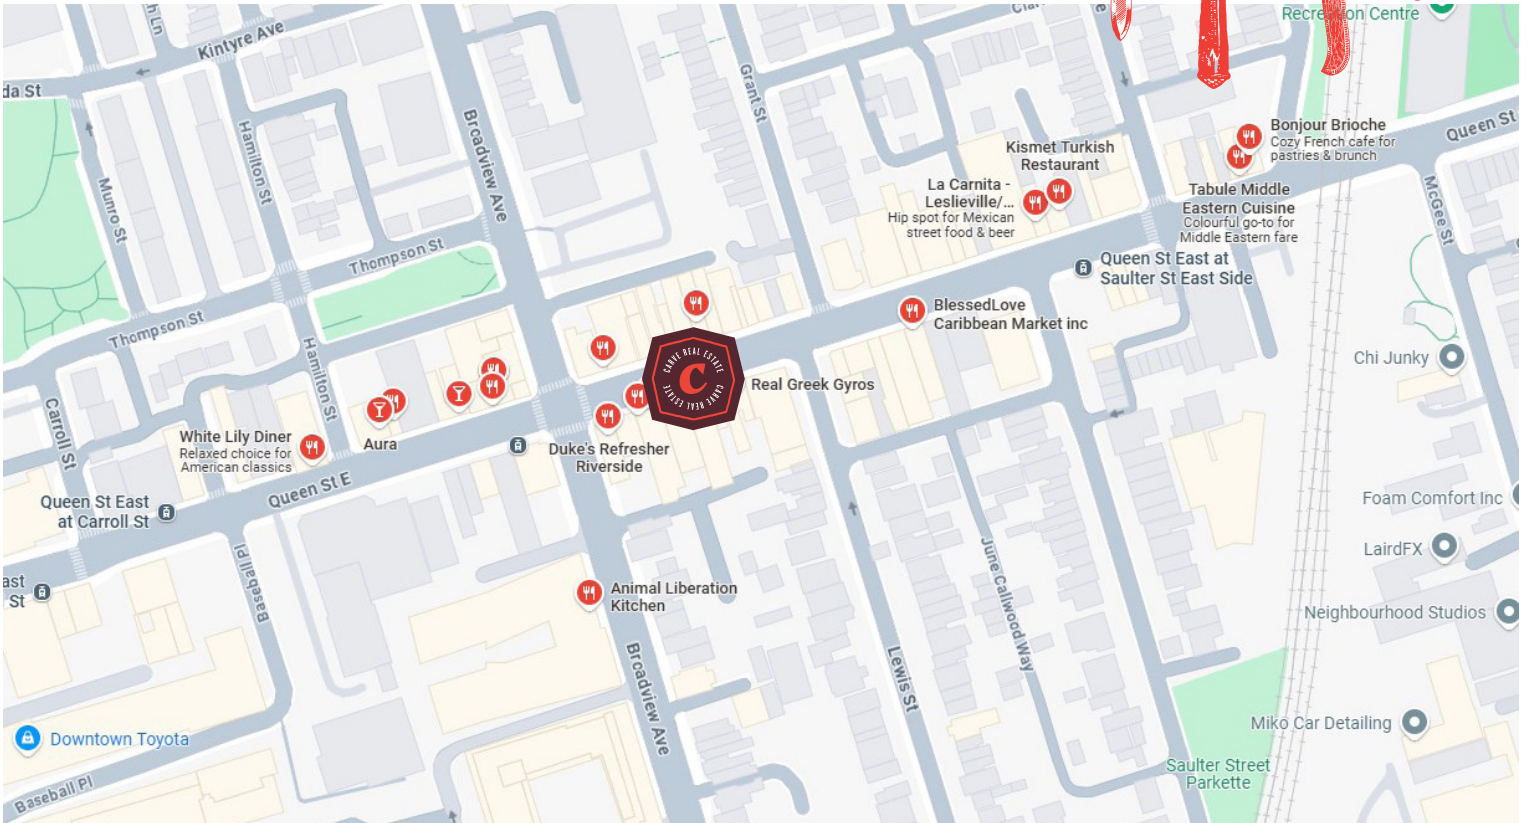 Recreation Centre
Kintyre Ave
da St
Hamilton St
Munro St
Broadview Ave
Grant St
Queen St
McGee St
Bonjour Brioche
Cozy French cafe for
pastries & brunch
Kismet Turkish
Restaurant
La Carnita -
Leslieville/...
Hip spot for Mexican
street food & beer
Tabule Middle
Eastern Cuisine
Colourful go-to for
Middle Eastern fare
Queen St East at
Saulter St East Side
Thompson St
Thompson St
BlessedLove
Caribbean Market inc
Chi Junky
CARVE REAL ESTATE
CARVE REAL ESTATE
C
Real Greek Gyros
Hamilton St
Carroll St
White Lily Diner
Relaxed choice for
American classics
Aura
Duke's Refresher
Riverside
Queen St E
Queen St East
at Carroll St
Foam Comfort Inc
LairdFX
ast
St
Baseball Pl
Animal Liberation
Kitchen
June Callwood Way
Neighbourhood Studios
Lewis St
Broadview Ave
Miko Car Detailing
Downtown Toyota
Saulter Street
Parkette
Baseball Pl